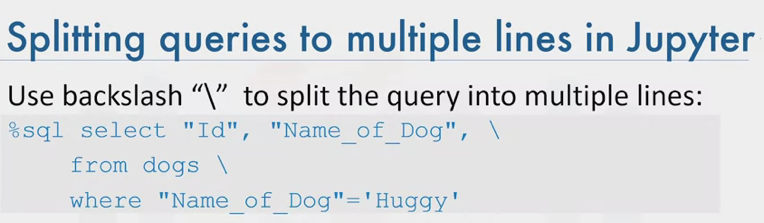 Splitting queries to multiple lines in Jupyter
Use backslash “\” to split the query into multiple lines:
%sql select "Id", "Name_of_Dog", \
from dogs \
where "Name_of_Dog"='Huggy'